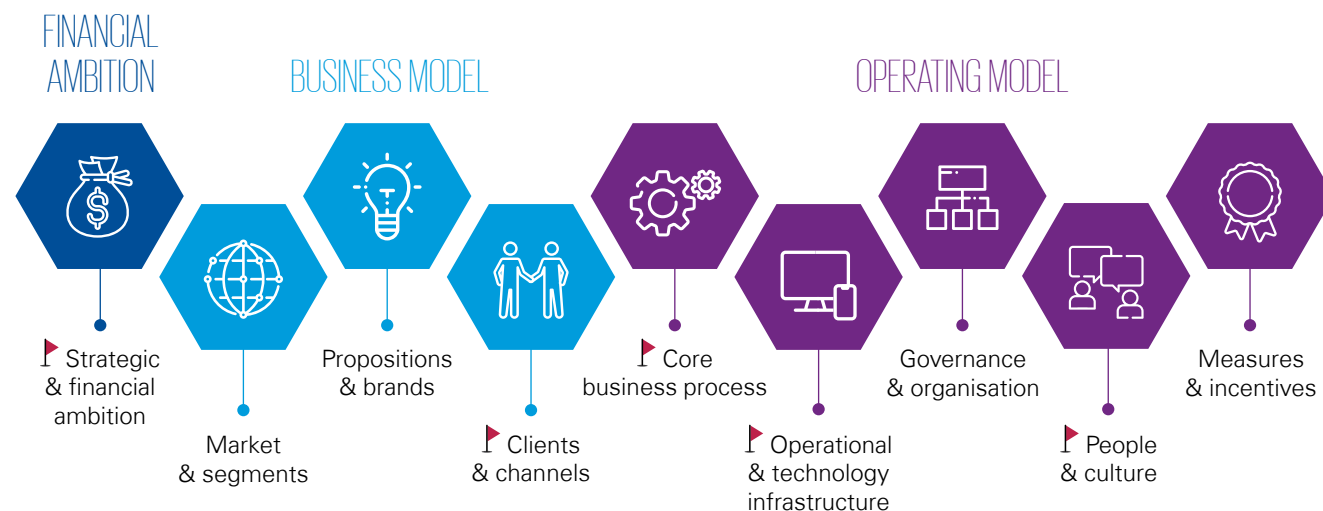 FINANCIAL
AMBITION
BUSINESS MODEL
OPERATING MODEL
$
Strategic
& financial
ambition
Market
& segments
Propositions
& brands
Clients
& channels
Core
business process
Operational
& technology
infrastructure
Governance
& organisation
People
& culture
Measures
& incentives